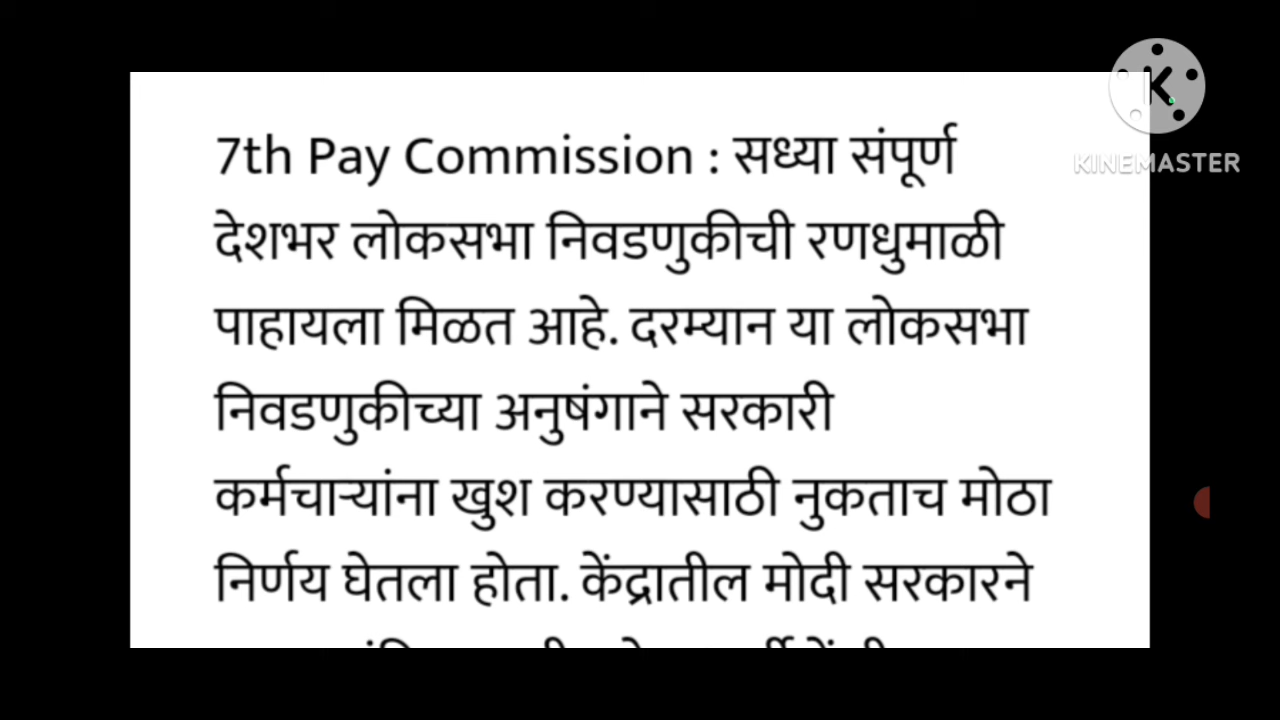 7th Pay Commission : सध्या संपूर्ण
देशभर लोकसभा निवडणुकीची रणधुमाळी
पाहायला मिळत आहे. दरम्यान या लोकसभा
निवडणुकीच्या अनुषंगाने सरकारी
कर्मचाऱ्यांना खुश करण्यासाठी नुकताच मोठा
निर्णय घेतला होता. केंद्रातील मोदी सरकारने
K
KINEMASTER